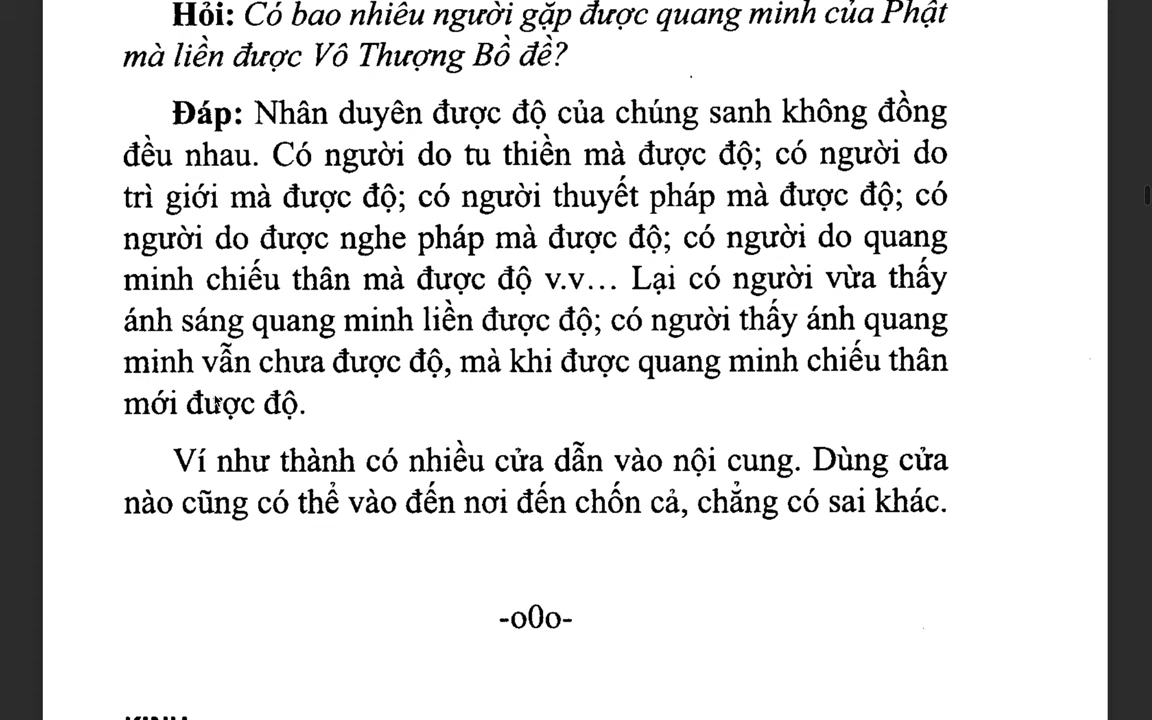 Hỏi: Có bao nhiêu người gặp được quang minh của Phật
mà liền được Vô Thượng Bồ đề?
Đáp: Nhân duyên được độ của chúng sanh không đồng
đều nhau. Có người do tu thiền mà được độ; có người do
trì giới mà được độ; có người thuyết pháp mà được độ; có
người do được nghe pháp mà được độ; có người do quang
minh chiếu thân mà được độ v.v... Lại có người vừa thấy
ánh sáng quang minh liền được độ; có người thấy ánh quang
minh vẫn chưa được độ, mà khi được quang minh chiếu thân
mới được độ.
Ví như thành có nhiều cửa dẫn vào nội cung. Dùng cửa
nào cũng có thể vào đến nơi đến chốn cả, chẳng có sai khác.
-o0o-